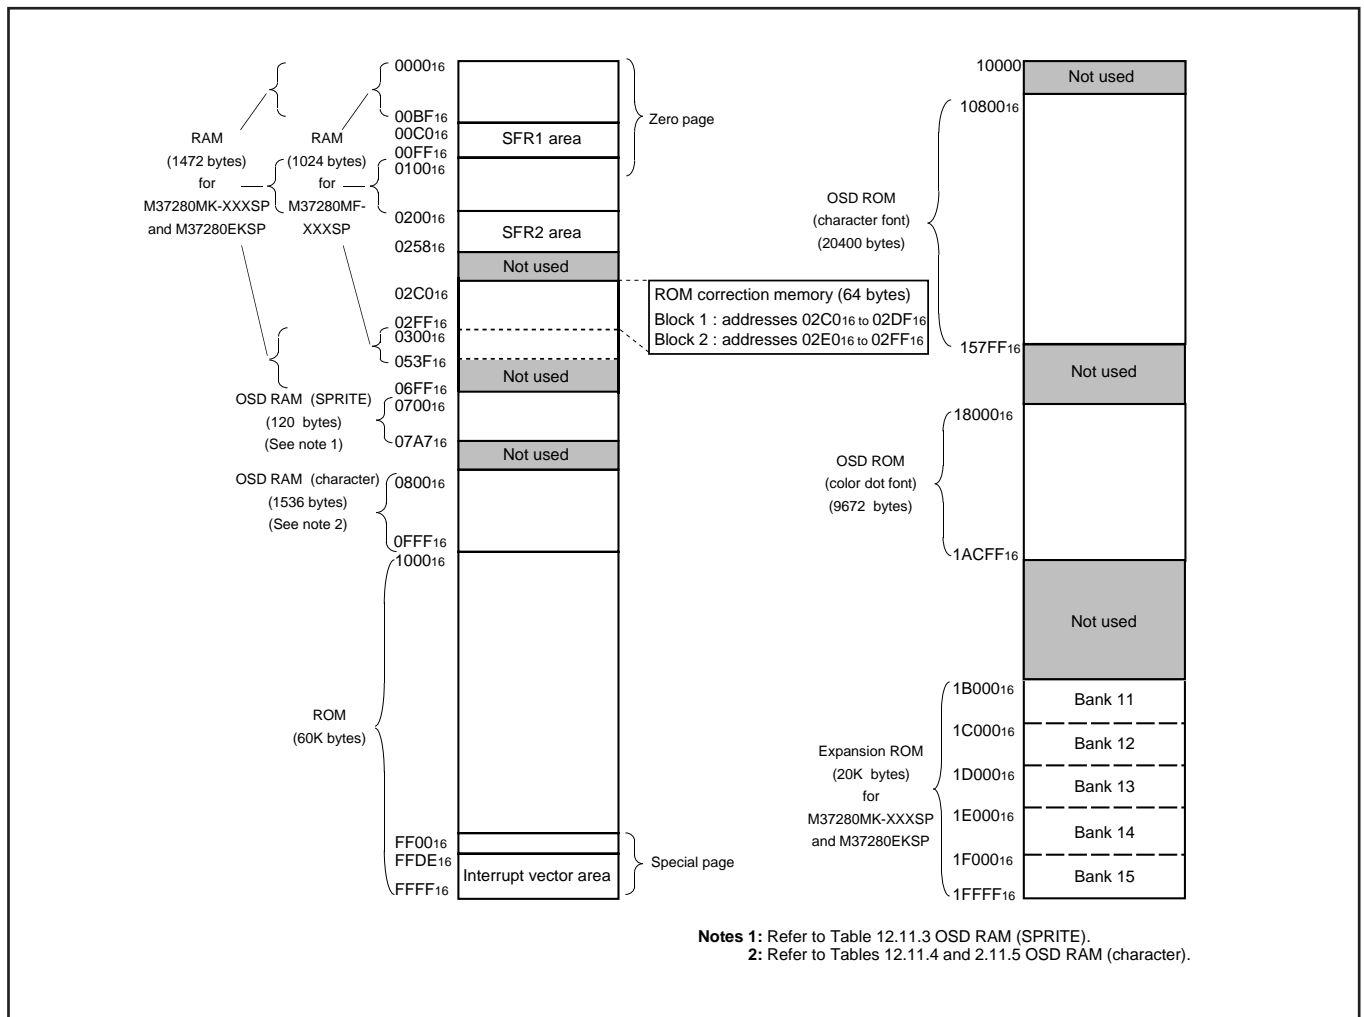 RAM
(1472 bytes)
for
M37280MK-XXXSP
and M37280EKSP
RAM
(1024 bytes)
for
M37280MF-
XXXSP
OSD RAM (SPRITE)
(120 bytes)
(See note 1)
OSD RAM (character)
(1536 bytes)
(See note 2)
ROM
(60K bytes)
000016
00BF16
00C016
00FF16
010016
020016
025816
02C016
02FF16
030016
053F16
06FF16
070016
07A716
080016
0FFF16
100016
FF0016
FFDE16
FFFF16
SFR1 area
SFR2 area
Not used
Not used
Not used
Interrupt vector area
Zero page
ROM correction memory (64 bytes)
Block 1 : addresses 02C016 to 02DF16
Block 2 : addresses 02E016 to 02FF16
Special page
OSD ROM
(character font)
(20400 bytes)
OSD ROM
(color dot font)
(9672 bytes)
Expansion ROM
(20K bytes)
for
M37280MK-XXXSP
and M37280EKSP
10000
1080016
157FF16
1800016
1ACFF16
1B00016
1C00016
1D00016
1E00016
1F00016
1FFFF16
Not used
Not used
Not used
Bank 11
Bank 12
Bank 13
Bank 14
Bank 15
Notes 1: Refer to Table 12.11.3 OSD RAM (SPRITE).
2: Refer to Tables 12.11.4 and 2.11.5 OSD RAM (character).